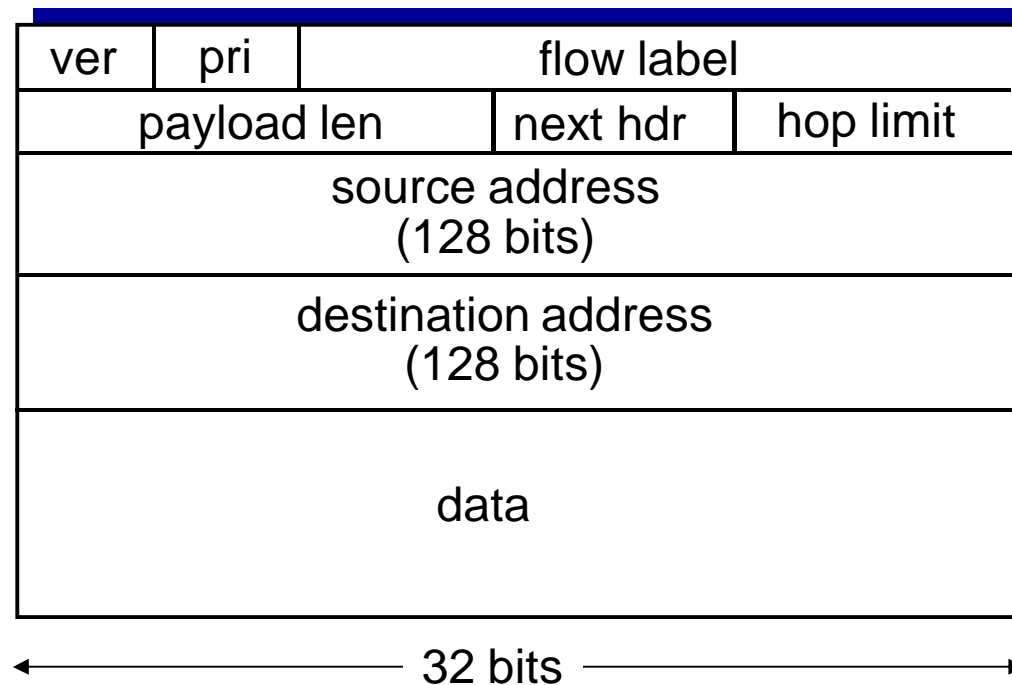 ver pri flow label
payload len next hdr hop limit
source address
(128 bits)
destination address
(128 bits)
data
32 bits